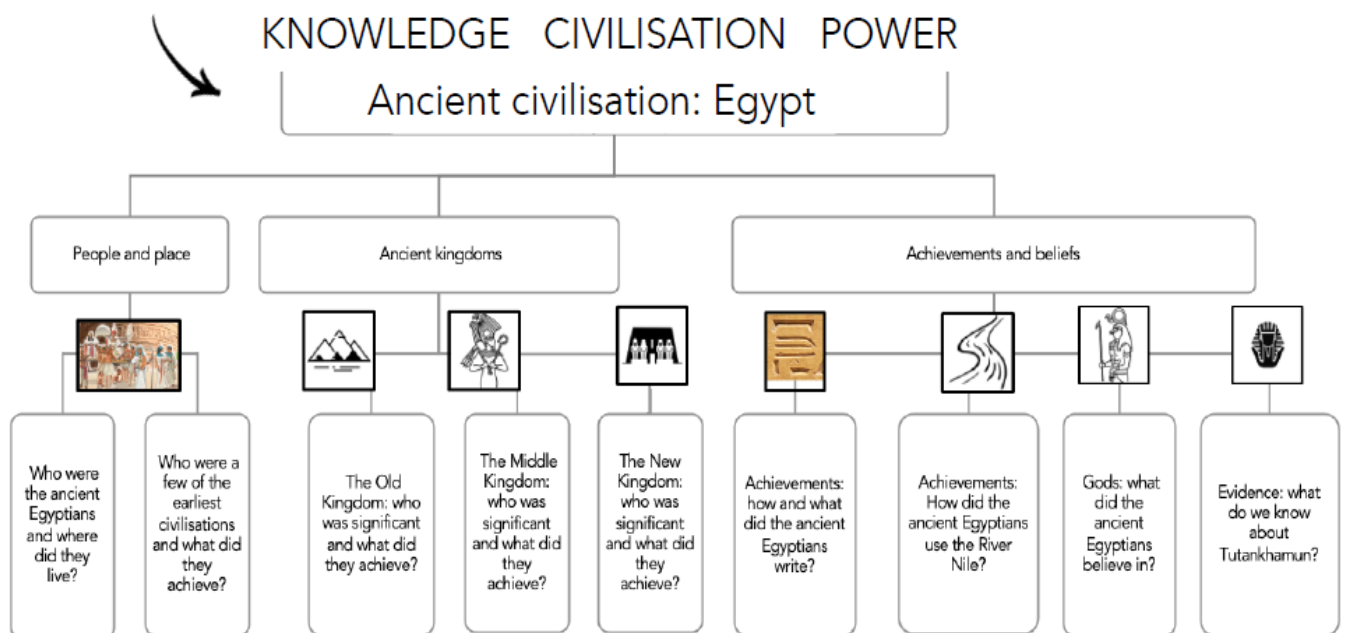 KNOWLEDGE CIVILISATION POWER
Ancient civilisation: Egypt
People and place
Ancient kingdoms
Achievements and beliefs
Who were
the ancient
Egyptians
and where
did they
live?
Who were a
few of the
earliest
civilisations
and what did
they
achieve?
The Old
Kingdom: who
was significant
and what did
they achieve?
The Middle
Kingdom:
who was
significant
and what did
they
achieve?
The New
Kingdom:
who was
significant
and what did
they
achieve?
Achievements:
how and what
did the ancient
Egyptians
write?
Achievements:
How did the
ancient Egyptians
use the River
Nile?
Gods: what
did the
ancient
Egyptians
believe in?
Evidence: what
do we know
about
Tutankhamun?